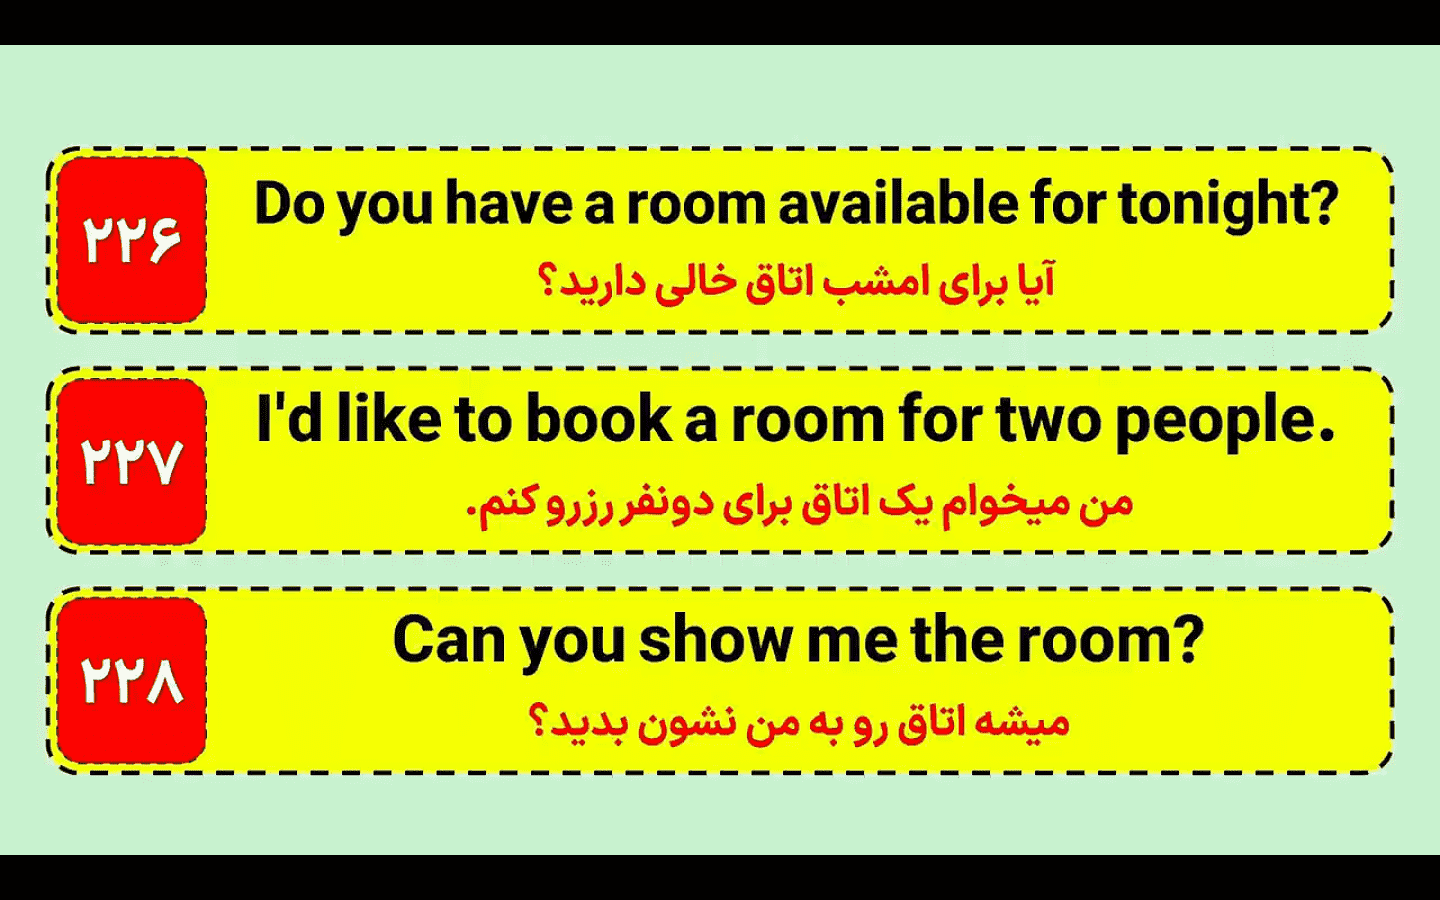 ۲۲۶
Do you have a room available for tonight?
آیا برای امشب اتاق خالی دارید؟
۲۲۷
I'd like to book a room for two people.
من میخوام یک اتاق برای دونفر رزرو کنم.
۲۲۸
Can you show me the room?
میشه اتاق رو به من نشون بدید؟